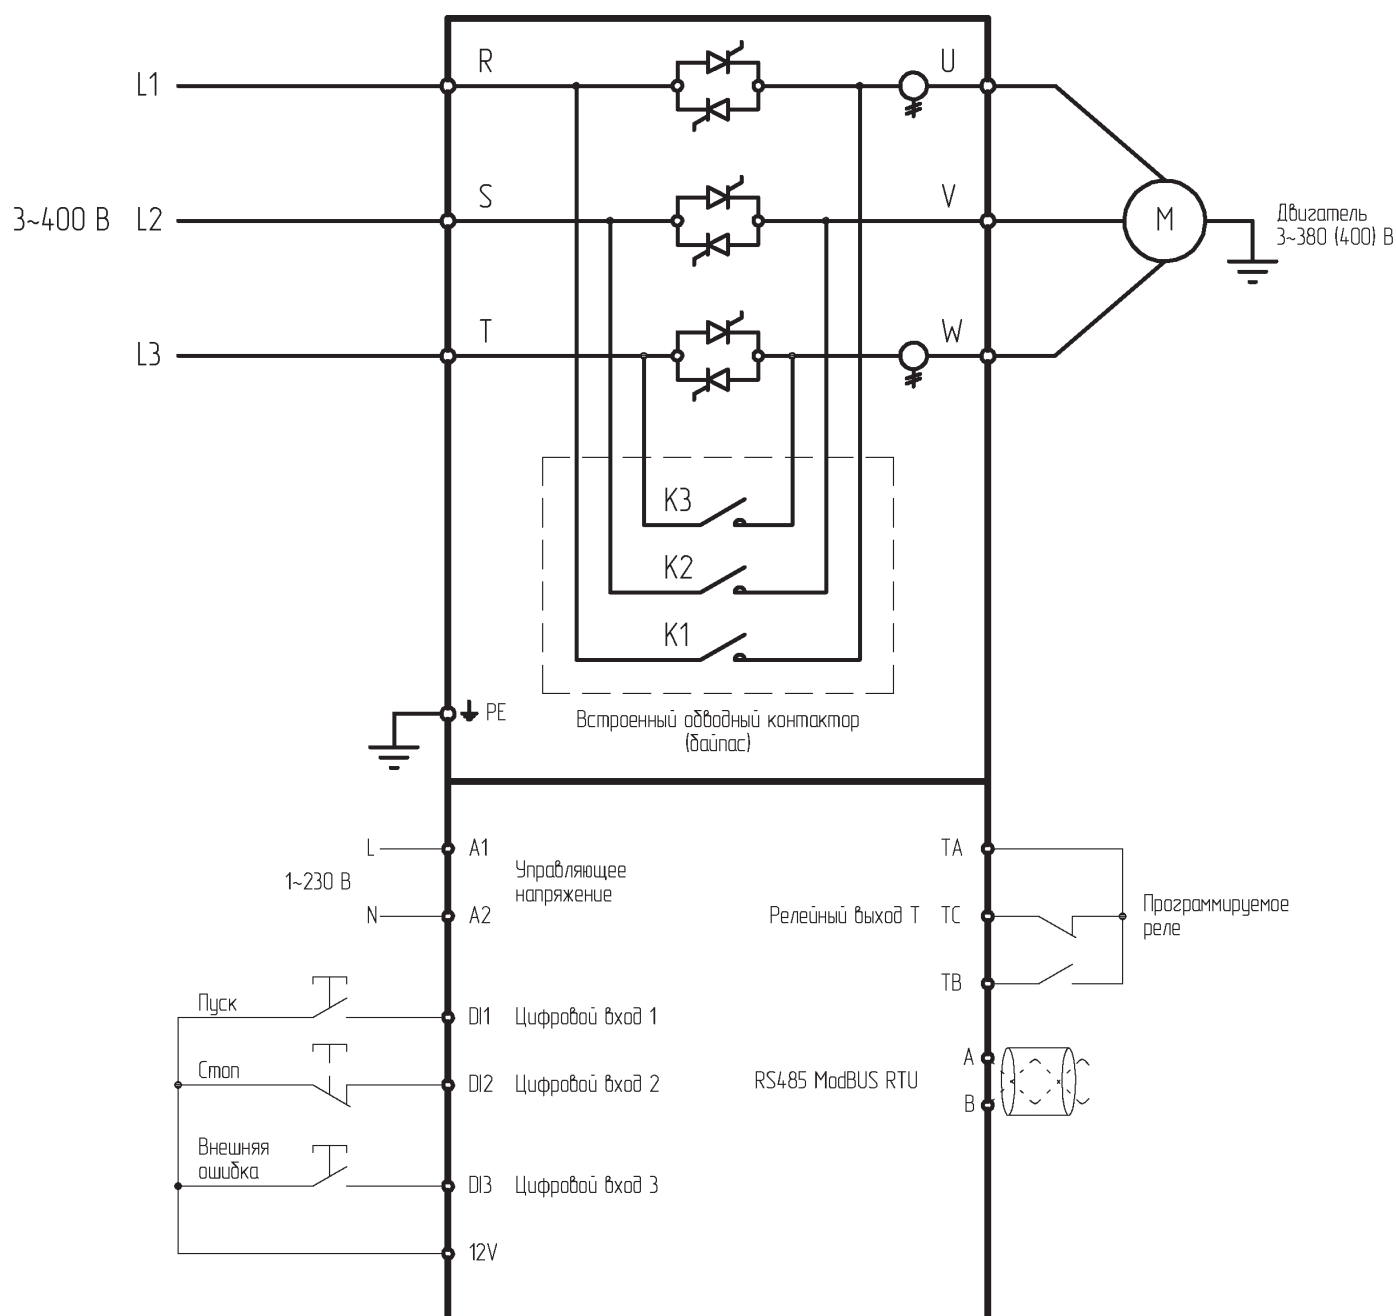 R
U
L1
S
V
3~400 В
L2
M
Двигатель
3~380 (400) В
T
W
L3
K3
K2
K1
PE
Встроенный обводный контактор
(байпас)
L
A1
TA
1~230 В
Управляющее
напряжение
N
A2
Релейный выход Т
TC
Программируемое
реле
TB
Пуск
DI1
Цифровой вход 1
Стоп
DI2
Цифровой вход 2
A
RS485 ModBUS RTU
B
Внешняя
ошибка
DI3
Цифровой вход 3
12V